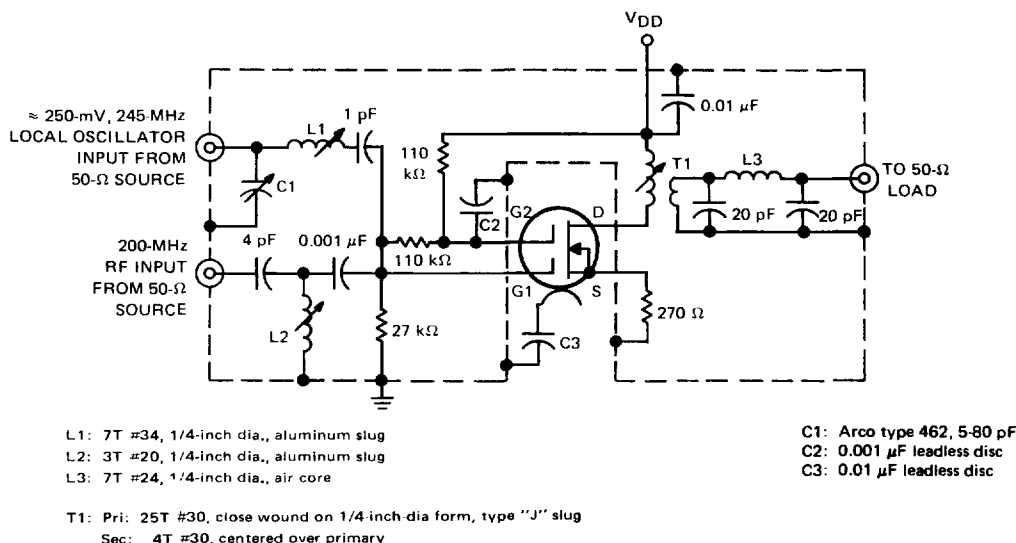 VDD
≈ 250-mV, 245-MHz
LOCAL OSCILLATOR
INPUT FROM
50-Ω SOURCE
L1
1 pF
C1
0.01 μF
110
kΩ
T1
L3
TO 50-Ω
LOAD
20 pF
20 pF
C2
G2
D
200-MHz
RF INPUT
FROM 50-Ω
SOURCE
4 pF
0.001 μF
110 kΩ
G1
S
L2
27 kΩ
C3
270 Ω
L1: 7T #34, 1/4-inch dia., aluminum slug
L2: 3T #20, 1/4-inch dia., aluminum slug
L3: 7T #24, 1/4-inch dia., air core
T1: Pri: 25T #30, close wound on 1/4-inch-dia form, type "J" slug
Sec: 4T #30, centered over primary
C1: Arco type 462, 5-80 pF
C2: 0.001 μF leadless disc
C3: 0.01 μF leadless disc